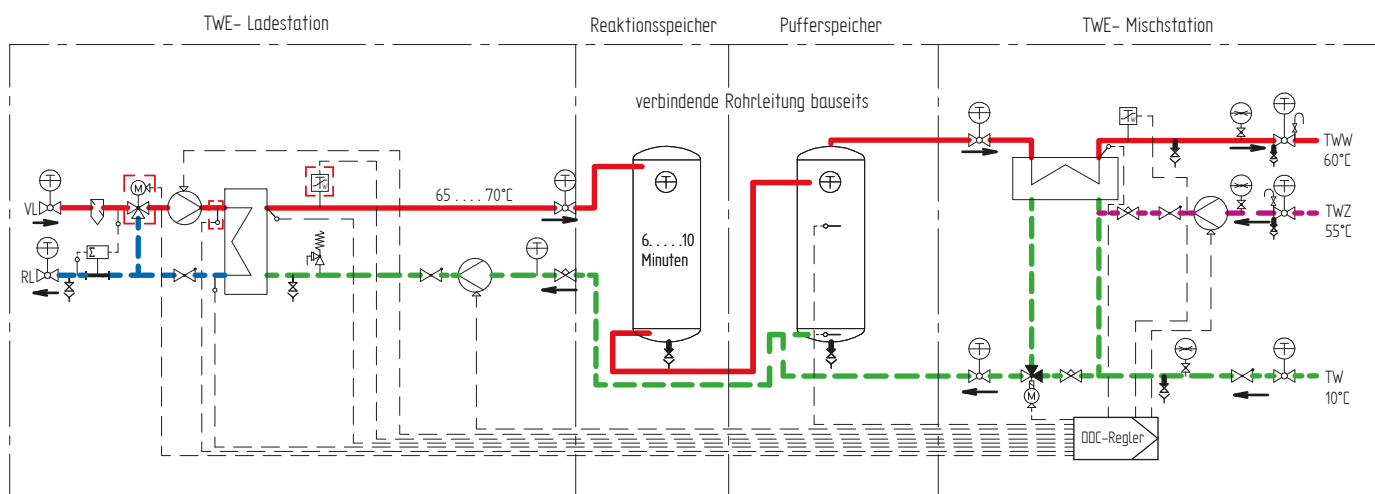 TWE- Ladestation
Reaktionsspeicher
Pufferspeicher
TWE-Mischstation
verbindende Rohrleitung bauseits
T
T
T
T
TWW
60°C
T
T
T
W
M
65 . . . . 70°C
T
VL
T
TWZ
55°C
T
Σ
T
6. . . . .10
Minuten
RL
T
T
T
TW
10°C
M
DDC-Regler